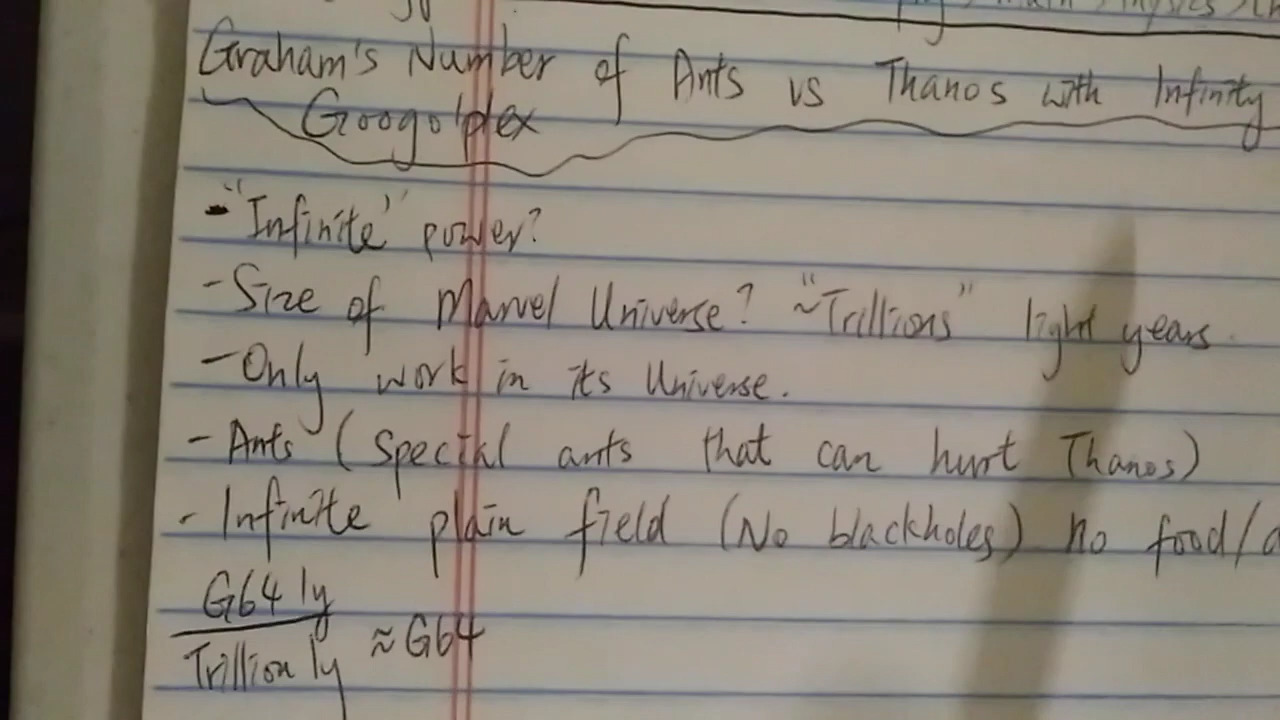 Graham's Number of Ants vs Thanos with Infinity
Googolplex
- "Infinite" power?
- Size of Marvel Universe? ~"Trillions" light years.
- Only work in its Universe.
- Ants (Special ants that can hurt Thanos)
- Infinite plain field (No blackholes) no food/
G64 ly
Trillion ly
≈ G64